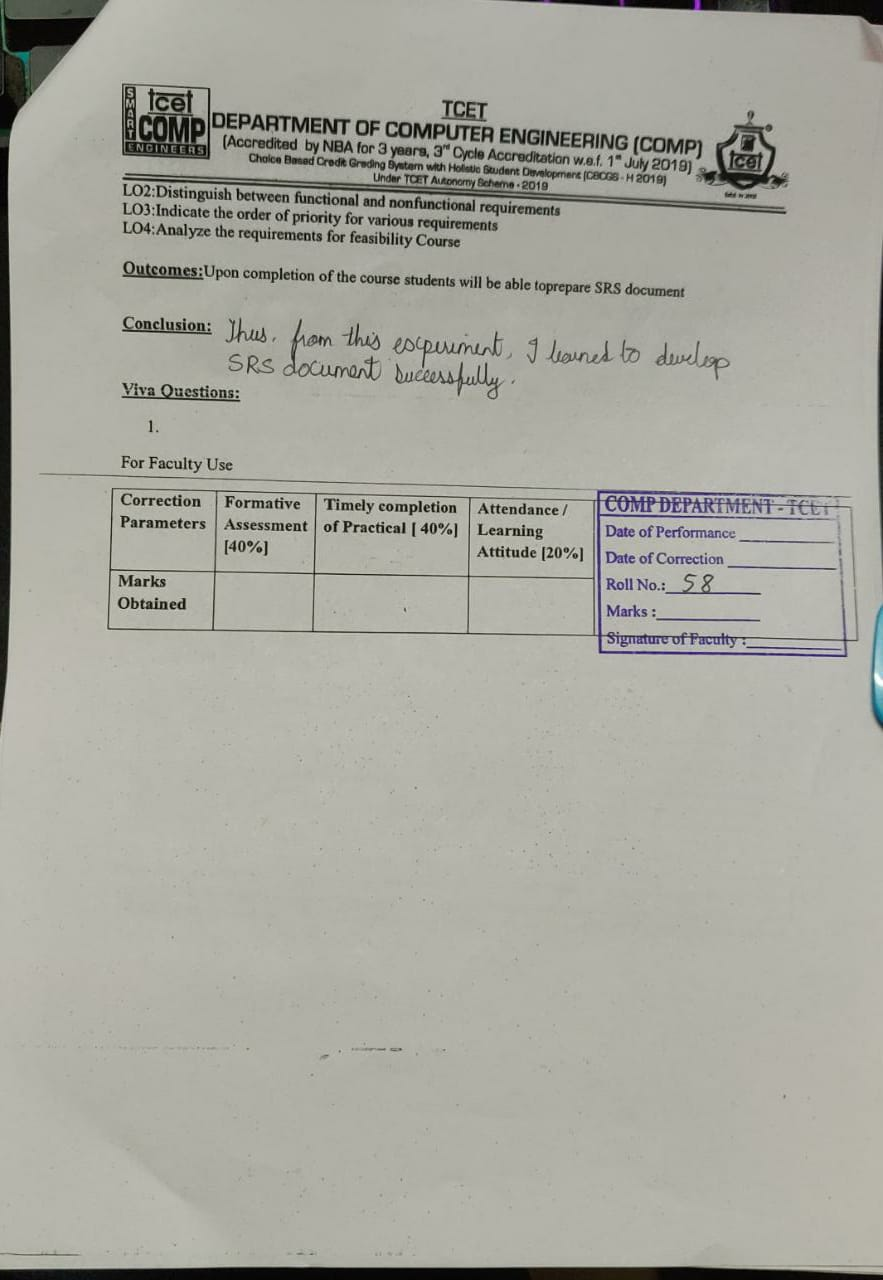 SMART
tcet
COMP
ENGINEERS
TCET
DEPARTMENT OF COMPUTER ENGINEERING (COMP)
(Accredited by NBA for 3 years, 3rd Cycle Accreditation w.e.f. 1st July 2019)
Choice Based Credit Grading System with Holistic Student Development (CBCGS - H 2019)
Under TCET Autonomy Scheme - 2019
tcet
LO2:Distinguish between functional and nonfunctional requirements
LO3:Indicate the order of priority for various requirements
LO4:Analyze the requirements for feasibility Course
Outcomes:Upon completion of the course students will be able toprepare SRS document
Conclusion: Thus, from this experiment, I learned to develop
SRS document successfully.
Viva Questions:
1.
For Faculty Use
Correction Parameters
Formative Assessment [40%]
Timely completion of Practical [ 40%]
Attendance / Learning Attitude [20%]
Marks Obtained
COMP DEPARTMENT - TCET
Date of Performance
Date of Correction
Roll No.: 58
Marks :
Signature of Faculty :